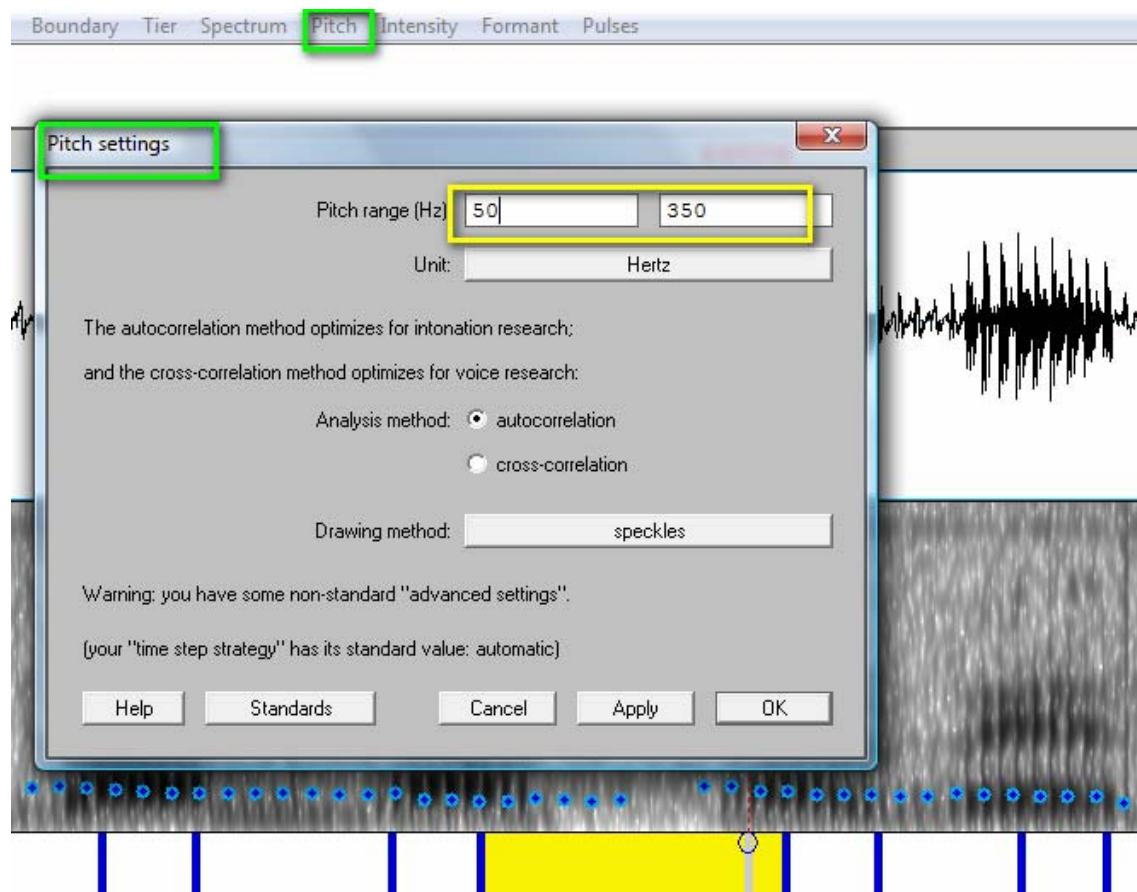 Boundary Tier Spectrum Pitch Intensity Formant Pulses
Pitch settings
Pitch range (Hz) 50 350
Unit: Hertz
The autocorrelation method optimizes for intonation research;
and the cross-correlation method optimizes for voice research:
Analysis method: autocorrelation
cross-correlation
Drawing method: speckles
Warning: you have some non-standard "advanced settings".
(your "time step strategy" has its standard value: automatic)
Help Standards Cancel Apply OK